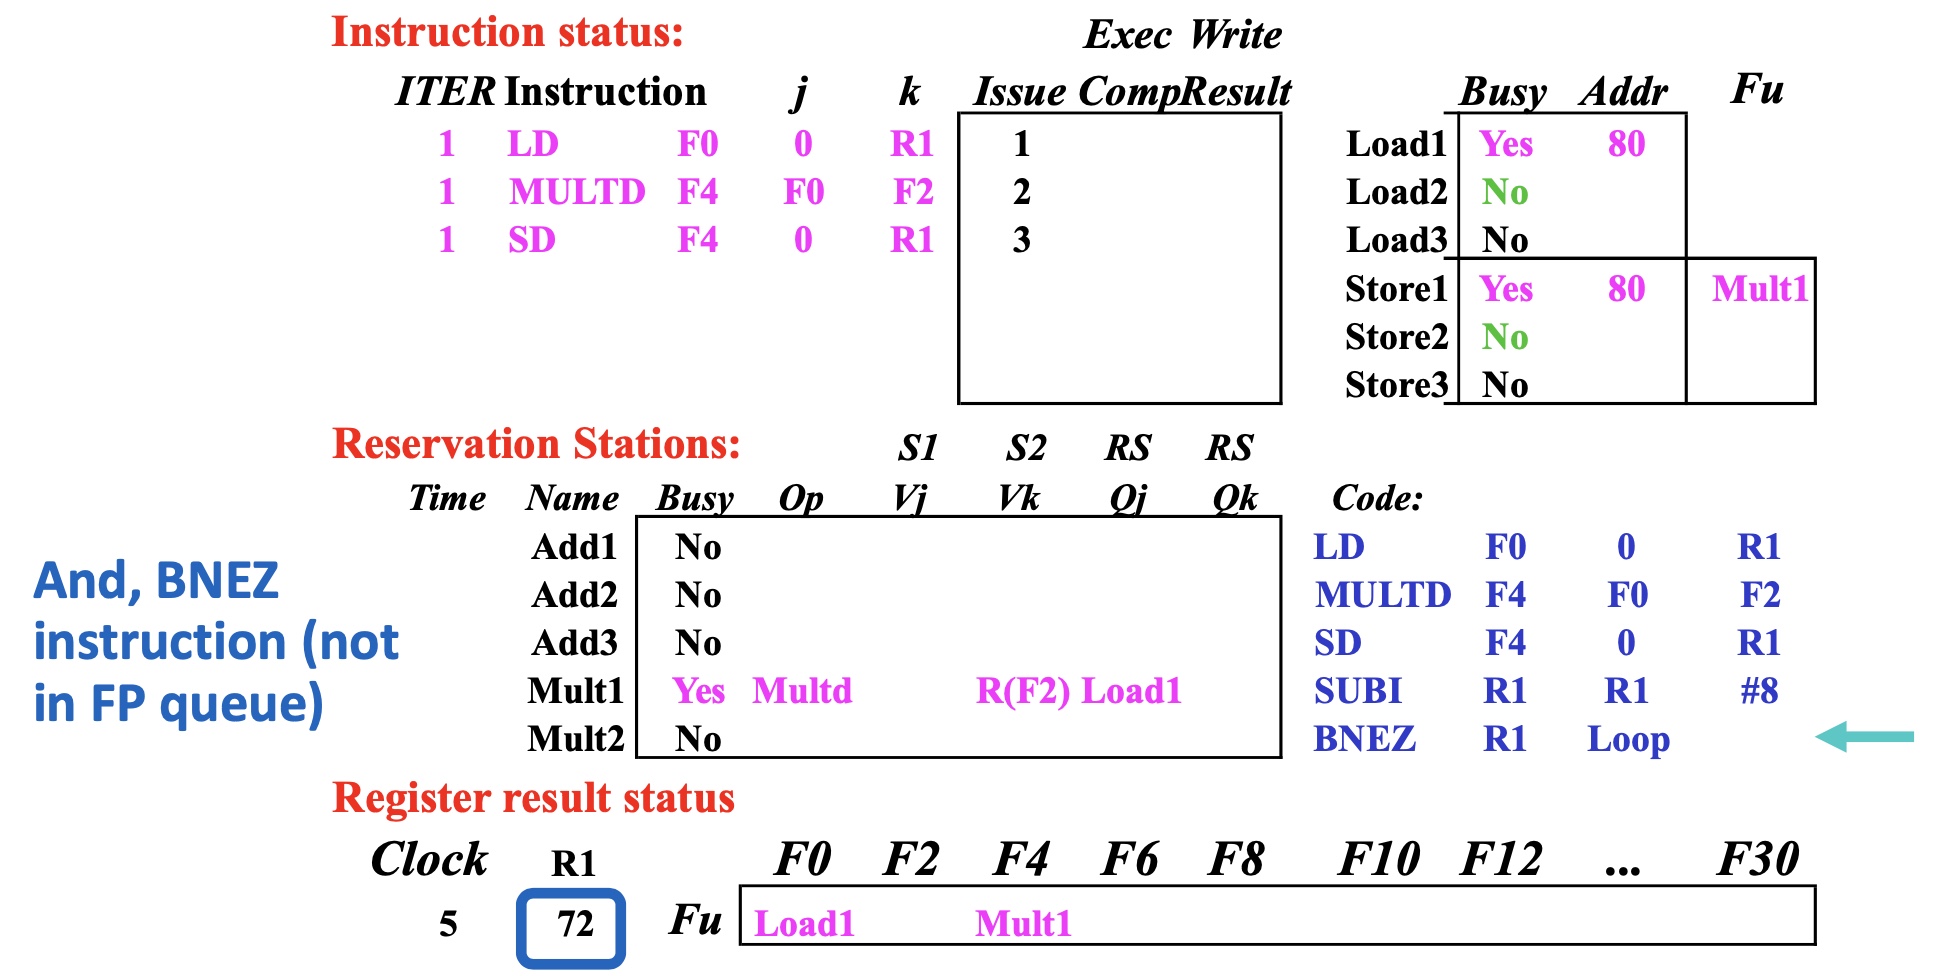 Instruction status: Exec Write
ITER Instruction j k Issue Comp Result Busy Addr Fu
1 LD F0 0 R1 1 Load1 Yes 80
1 MULTD F4 F0 F2 2 Load2 No
1 SD F4 0 R1 3 Load3 No
Store1 Yes 80 Mult1
Store2 No
Store3 No
Reservation Stations: S1 S2 RS RS
Time Name Busy Op Vj Vk Qj Qk Code:
Add1 No LD F0 0 R1
Add2 No MULTD F4 F0 F2
Add3 No SD F4 0 R1
Mult1 Yes Multd R(F2) Load1 SUBI R1 R1 #8
Mult2 No BNEZ R1 Loop
And, BNEZ
instruction (not
in FP queue)
Register result status
Clock R1 F0 F2 F4 F6 F8 F10 F12 ... F30
5 72 Fu Load1 Mult1